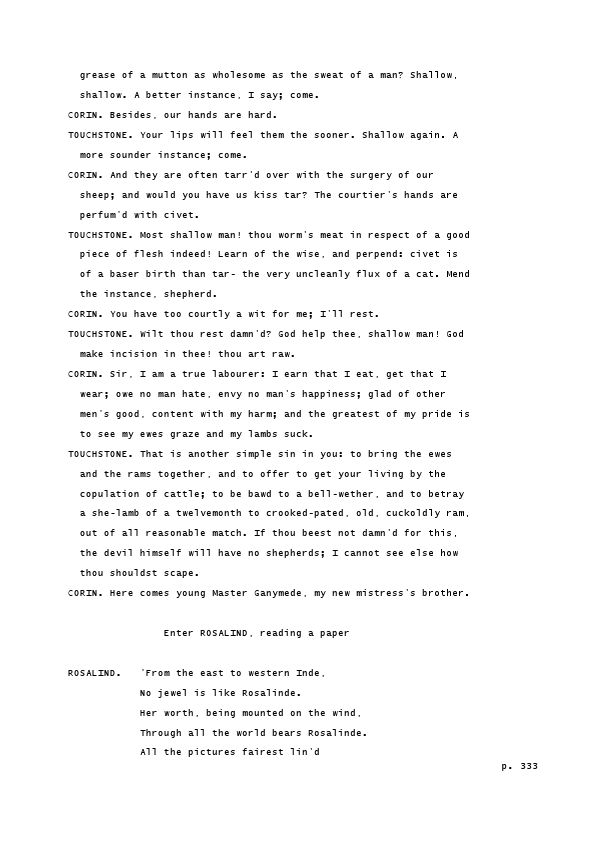 grease of a mutton as wholesome as the sweat of a man? Shallow,
shallow. A better instance, I say; come.
CORIN. Besides, our hands are hard.
TOUCHSTONE. Your lips will feel them the sooner. Shallow again. A
more sounder instance; come.
CORIN. And they are often tarr'd over with the surgery of our
sheep; and would you have us kiss tar? The courtier's hands are
perfum'd with civet.
TOUCHSTONE. Most shallow man! thou worm's meat in respect of a good
piece of flesh indeed! Learn of the wise, and perpend: civet is
of a baser birth than tar- the very uncleanly flux of a cat. Mend
the instance, shepherd.
CORIN. You have too courtly a wit for me; I'll rest.
TOUCHSTONE. Wilt thou rest damn'd? God help thee, shallow man! God
make incision in thee! thou art raw.
CORIN. Sir, I am a true labourer: I earn that I eat, get that I
wear; owe no man hate, envy no man's happiness; glad of other
men's good, content with my harm; and the greatest of my pride is
to see my ewes graze and my lambs suck.
TOUCHSTONE. That is another simple sin in you: to bring the ewes
and the rams together, and to offer to get your living by the
copulation of cattle; to be bawd to a bell-wether, and to betray
a she-lamb of a twelvemonth to crooked-pated, old, cuckoldly ram,
out of all reasonable match. If thou beest not damn'd for this,
the devil himself will have no shepherds; I cannot see else how
thou shouldst scape.
CORIN. Here comes young Master Ganymede, my new mistress's brother.
Enter ROSALIND, reading a paper
ROSALIND. 'From the east to western Inde,
No jewel is like Rosalinde.
Her worth, being mounted on the wind,
Through all the world bears Rosalinde.
All the pictures fairest lin'd
p. 333